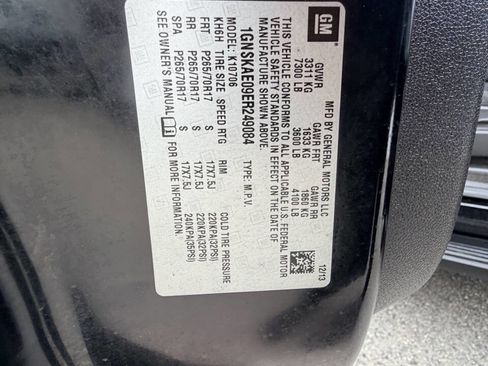 GM
MFD BY GENERAL MOTORS LLC
12/13
GVWR GAWR FRT GAWR RR
3311 KG 1633 KG 1860 KG
7300 LB 3600 LB 4100 LB
THIS VEHICLE CONFORMS TO ALL APPLICABLE U.S. FEDERAL MOTOR
VEHICLE SAFETY STANDARDS IN EFFECT ON THE DATE OF
MANUFACTURE SHOWN ABOVE.
1GNSKAE09ER249084 TYPE: M.P.V.
K10706
KH6H TIRE SIZE SPEED RTG RIM COLD TIRE PRESSURE
FRT P265/70R17 S 17X7.5J 220KPA(32PSI)
RR P265/70R17 S 17X7.5J 220KPA(32PSI)
SPA P265/70R17 S 17X7.5J 240KPA(35PSI)
SEE OWNER'S MANUAL FOR MORE INFORMATION.